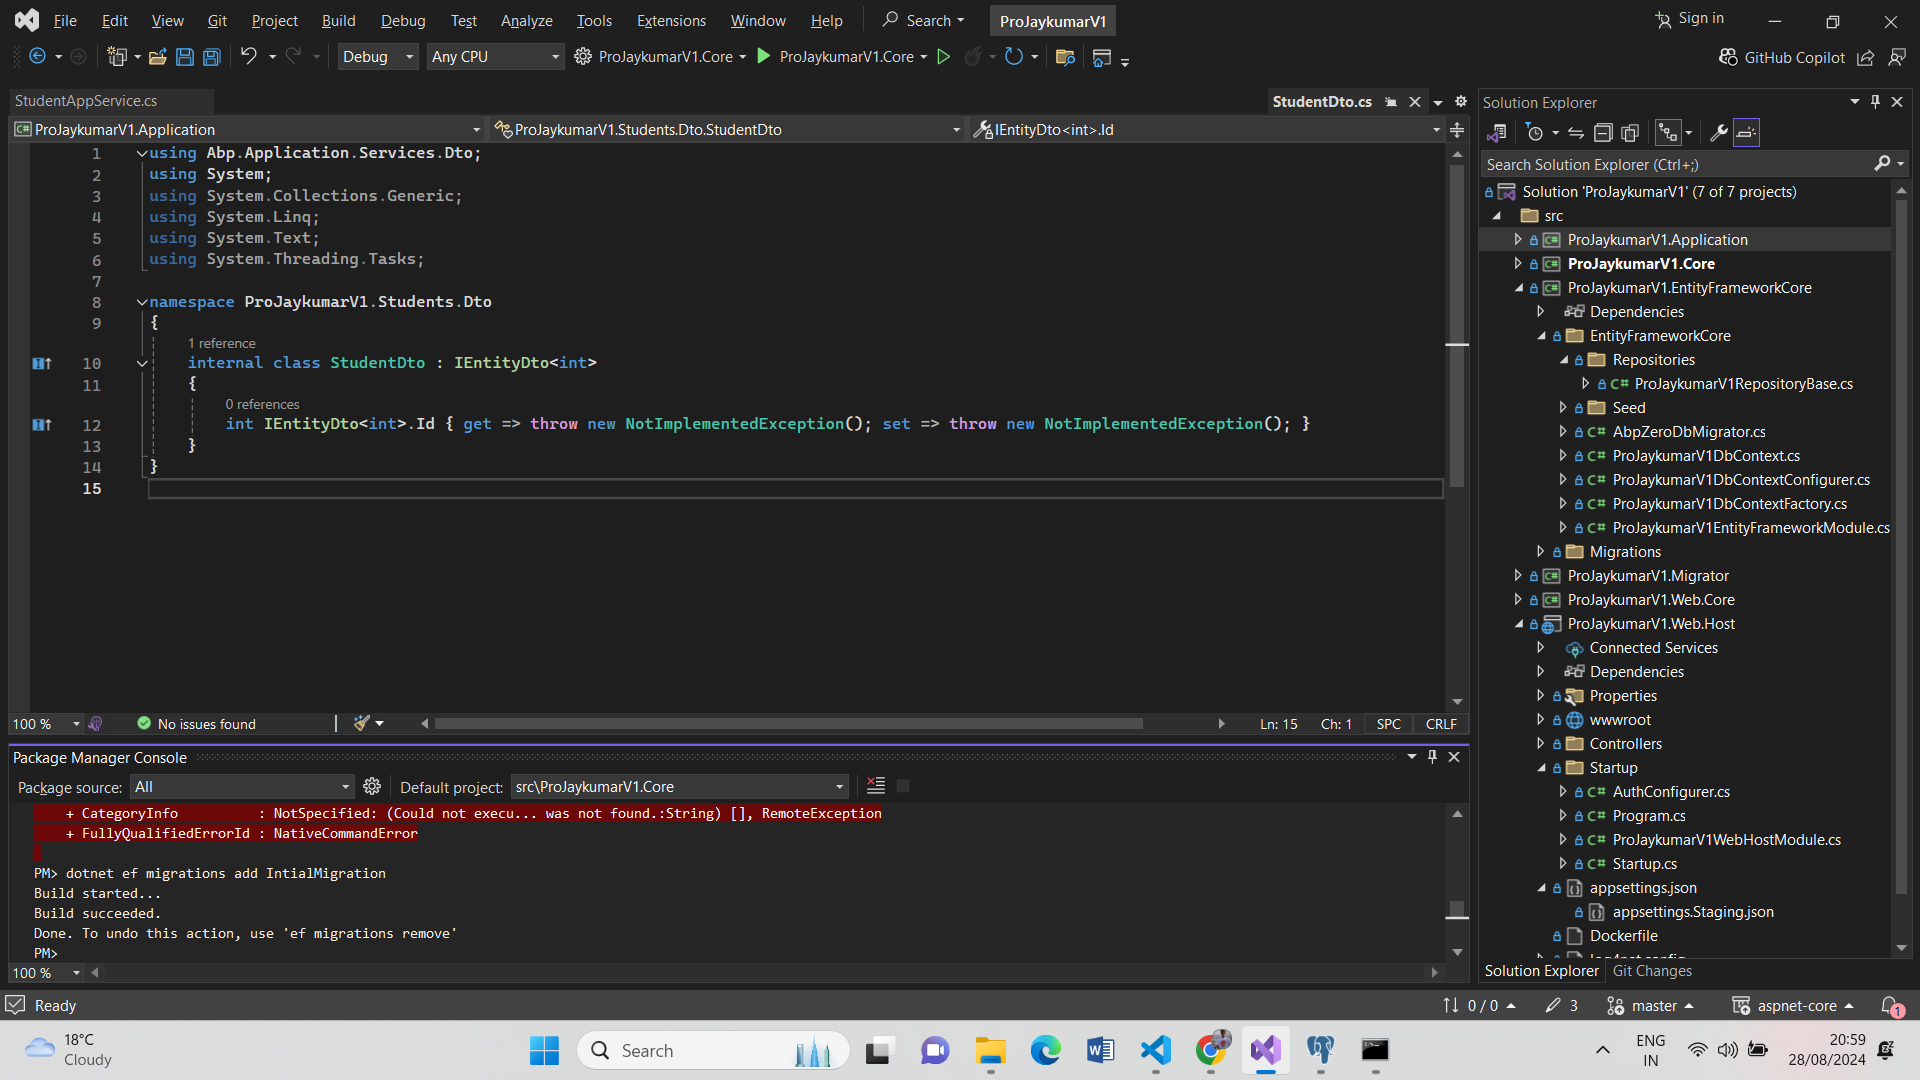 File Edit View Git Project Build Debug Test Analyze Tools Extensions Window Help Search ProJaykumarV1 Sign in
Debug Any CPU ProJaykumarV1.Core ProJaykumarV1.Core GitHub Copilot
StudentAppService.cs StudentDto.cs
ProJaykumarV1.Application ProJaykumarV1.Students.Dto.StudentDto IEntityDto<int>.Id
1 using Abp.Application.Services.Dto;
2 using System;
3 using System.Collections.Generic;
4 using System.Linq;
5 using System.Text;
6 using System.Threading.Tasks;
7
8 namespace ProJaykumarV1.Students.Dto
9 {
1 reference
10 internal class StudentDto : IEntityDto<int>
11 {
0 references
12 int IEntityDto<int>.Id { get => throw new NotImplementedException(); set => throw new NotImplementedException(); }
13 }
14 }
15
100 % No issues found Ln: 15 Ch: 1 SPC CRLF
Package Manager Console
Package source: All Default project: src\ProJaykumarV1.Core
+ CategoryInfo : NotSpecified: (Could not execu... was not found.:String) [], RemoteException
+ FullyQualifiedErrorId : NativeCommandError
PM> dotnet ef migrations add IntialMigration
Build started...
Build succeeded.
Done. To undo this action, use 'ef migrations remove'
PM>
100 %
Solution Explorer
Search Solution Explorer (Ctrl+;)
Solution 'ProJaykumarV1' (7 of 7 projects)
src
C# ProJaykumarV1.Application
C# ProJaykumarV1.Core
C# ProJaykumarV1.EntityFrameworkCore
Dependencies
EntityFrameworkCore
Repositories
C# ProJaykumarV1RepositoryBase.cs
Seed
C# AbpZeroDbMigrator.cs
C# ProJaykumarV1DbContext.cs
C# ProJaykumarV1DbContextConfigurer.cs
C# ProJaykumarV1DbContextFactory.cs
C# ProJaykumarV1EntityFrameworkModule.cs
Migrations
C# ProJaykumarV1.Migrator
C# ProJaykumarV1.Web.Core
ProJaykumarV1.Web.Host
Connected Services
Dependencies
Properties
wwwroot
Controllers
Startup
C# AuthConfigurer.cs
C# Program.cs
C# ProJaykumarV1WebHostModule.cs
C# Startup.cs
appsettings.json
appsettings.Staging.json
Dockerfile
Solution Explorer Git Changes
Ready 0 / 0 3 master aspnet-core 1
18°C
Cloudy
Search
ENG
IN
20:59
28/08/2024